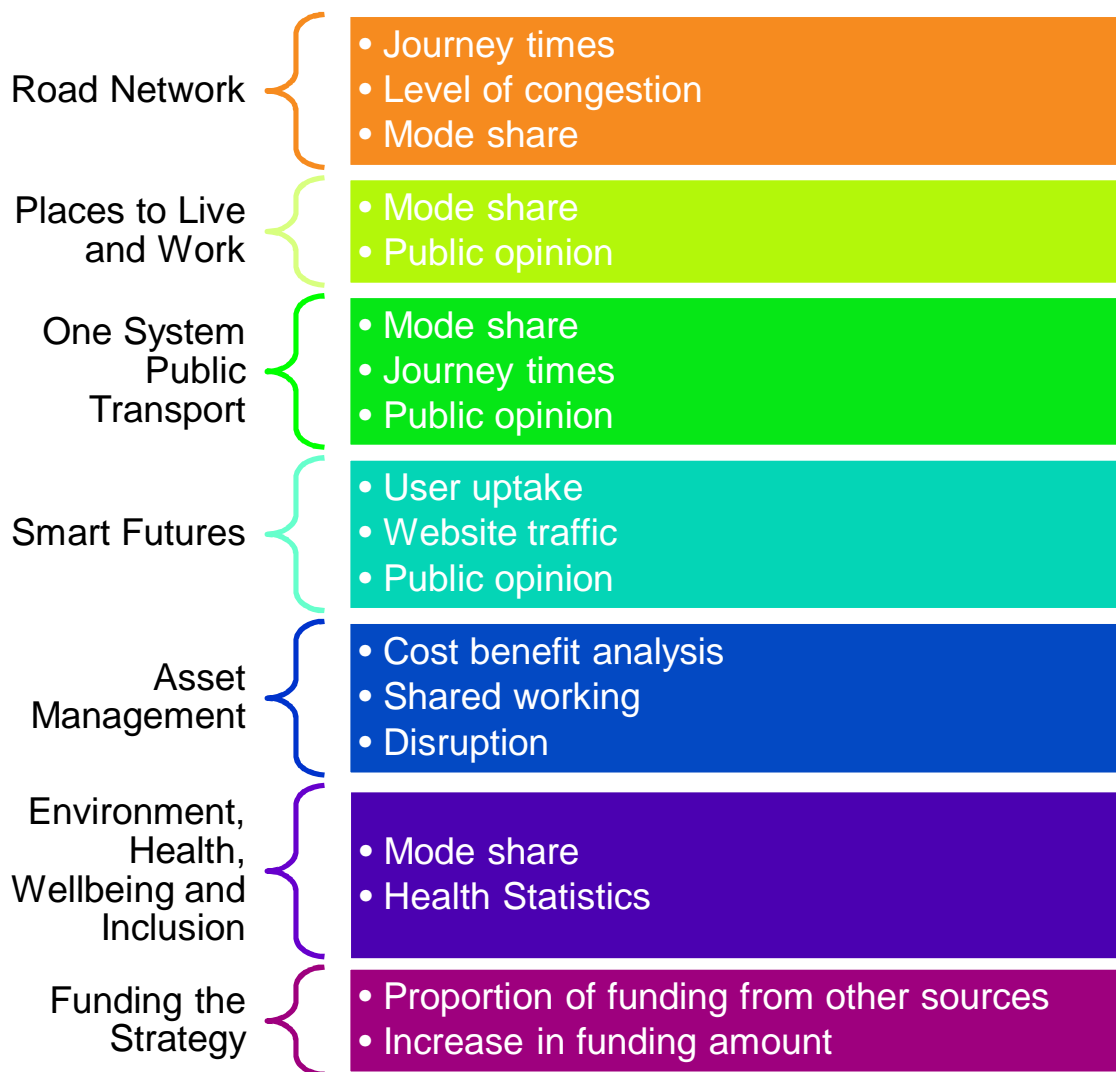 Road Network
• Journey times
• Level of congestion
• Mode share
Places to Live
and Work
• Mode share
• Public opinion
One System
Public
Transport
• Mode share
• Journey times
• Public opinion
Smart Futures
• User uptake
• Website traffic
• Public opinion
Asset
Management
• Cost benefit analysis
• Shared working
• Disruption
Environment,
Health,
Wellbeing and
Inclusion
• Mode share
• Health Statistics
Funding the
Strategy
• Proportion of funding from other sources
• Increase in funding amount